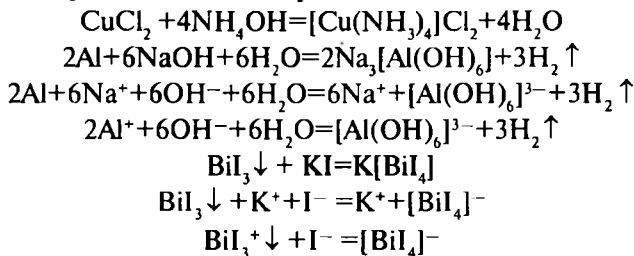 CuCl₂+4NH₄OH=[Cu(NH₃)₄]Cl₂+4H₂O
2Al+6NaOH+6H₂O=2Na₃[Al(OH)₆]+3H₂↑
2Al+6Na⁺+6OH⁻+6H₂O=6Na⁺+[Al(OH)₆]³⁻+3H₂↑
2Al⁺+6OH⁻+6H₂O=[Al(OH)₆]³⁻+3H₂↑
BiI₃↓ + KI=K[BiI₄]
BiI₃↓+K⁺+I⁻ =K⁺+[BiI₄]⁻
BiI₃⁺↓ +I⁻ =[BiI₄]⁻